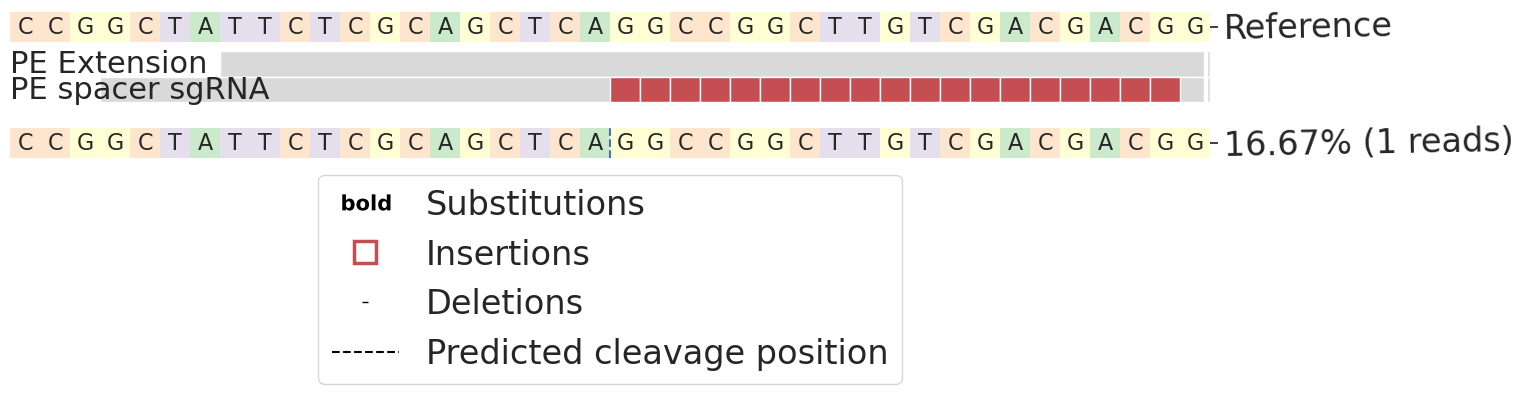 C C G G C T A T T C T C G C A G C T C A G G C C G G C T T G T C G A C G A C G G Reference
PE Extension
PE spacer sgRNA
C C G G C T A T T C T C G C A G C T C A G G C C G G C T T G T C G A C G A C G G 16.67% (1 reads)
bold Substitutions
Insertions
- Deletions
Predicted cleavage position